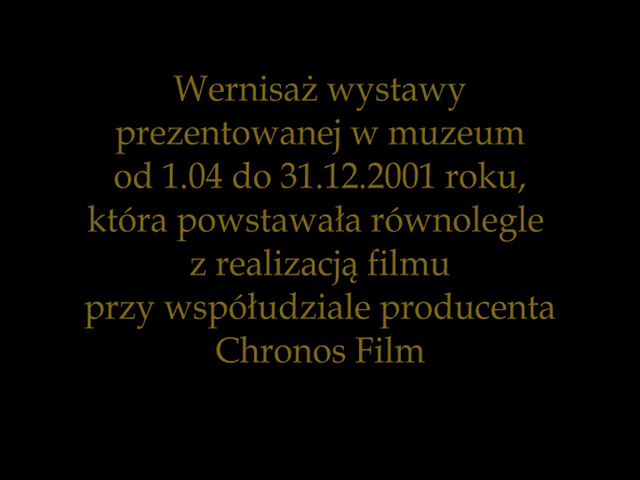 Wernisaż wystawy
prezentowanej w muzeum
od 1.04 do 31.12.2001 roku,
która powstawała równolegle
z realizacją filmu
przy współudziale producenta
Chronos Film